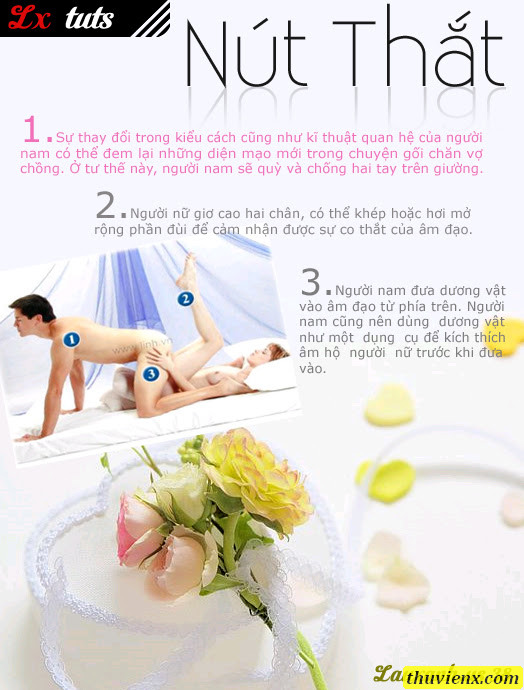 Lx tuts
Nút Thắt
1.Sự thay đổi trong kiểu cách cũng như kĩ thuật quan hệ của người
nam có thể đem lại những diện mạo mới trong chuyện gối chăn vợ
chồng. Ở tư thế này, người nam sẽ quỳ và chống hai tay trên giường.
2.Người nữ giơ cao hai chân, có thể khép hoặc hơi mở
rộng phần đùi để cảm nhận được sự co thắt của âm đạo.
3.Người nam đưa dương vật
vào âm đạo từ phía trên. Người
nam cũng nên dùng dương vật
như một dụng cụ để kích thích
âm hộ người nữ trước khi đưa
vào.
1
2
3
thuvienx.com